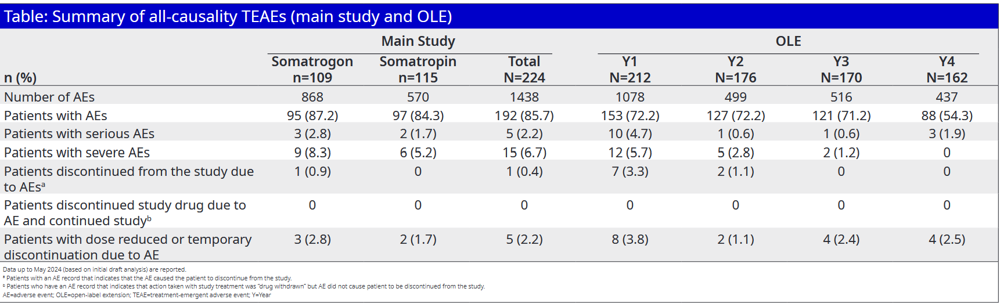 Table: Summary of all-causality TEAEs (main study and OLE)
Main Study OLE
Somatrogon Somatropin Total Y1 Y2 Y3 Y4
n (%) n=109 n=115 N=224 N=212 N=176 N=170 N=162
Number of AEs 868 570 1438 1078 499 516 437
Patients with AEs 95 (87.2) 97 (84.3) 192 (85.7) 153 (72.2) 127 (72.2) 121 (71.2) 88 (54.3)
Patients with serious AEs 3 (2.8) 2 (1.7) 5 (2.2) 10 (4.7) 1 (0.6) 1 (0.6) 3 (1.9)
Patients with severe AEs 9 (8.3) 6 (5.2) 15 (6.7) 12 (5.7) 5 (2.8) 2 (1.2) 0
Patients discontinued from the study due 1 (0.9) 0 1 (0.4) 7 (3.3) 2 (1.1) 0 0
to AEsᵃ
Patients discontinued study drug due to 0 0 0 0 0 0 0
AE and continued studyᵇ
Patients with dose reduced or temporary 3 (2.8) 2 (1.7) 5 (2.2) 8 (3.8) 2 (1.1) 4 (2.4) 4 (2.5)
discontinuation due to AE
Data up to May 2024 (based on initial draft analysis) are reported.
ᵃ Patients with an AE record that indicates that the AE caused the patient to discontinue from the study.
ᵇ Patients who have an AE record that indicates that action taken with study treatment was “drug withdrawn” but AE did not cause patient to be discontinued from the study.
AE=adverse event; OLE=open-label extension; TEAE=treatment-emergent adverse event; Y=Year